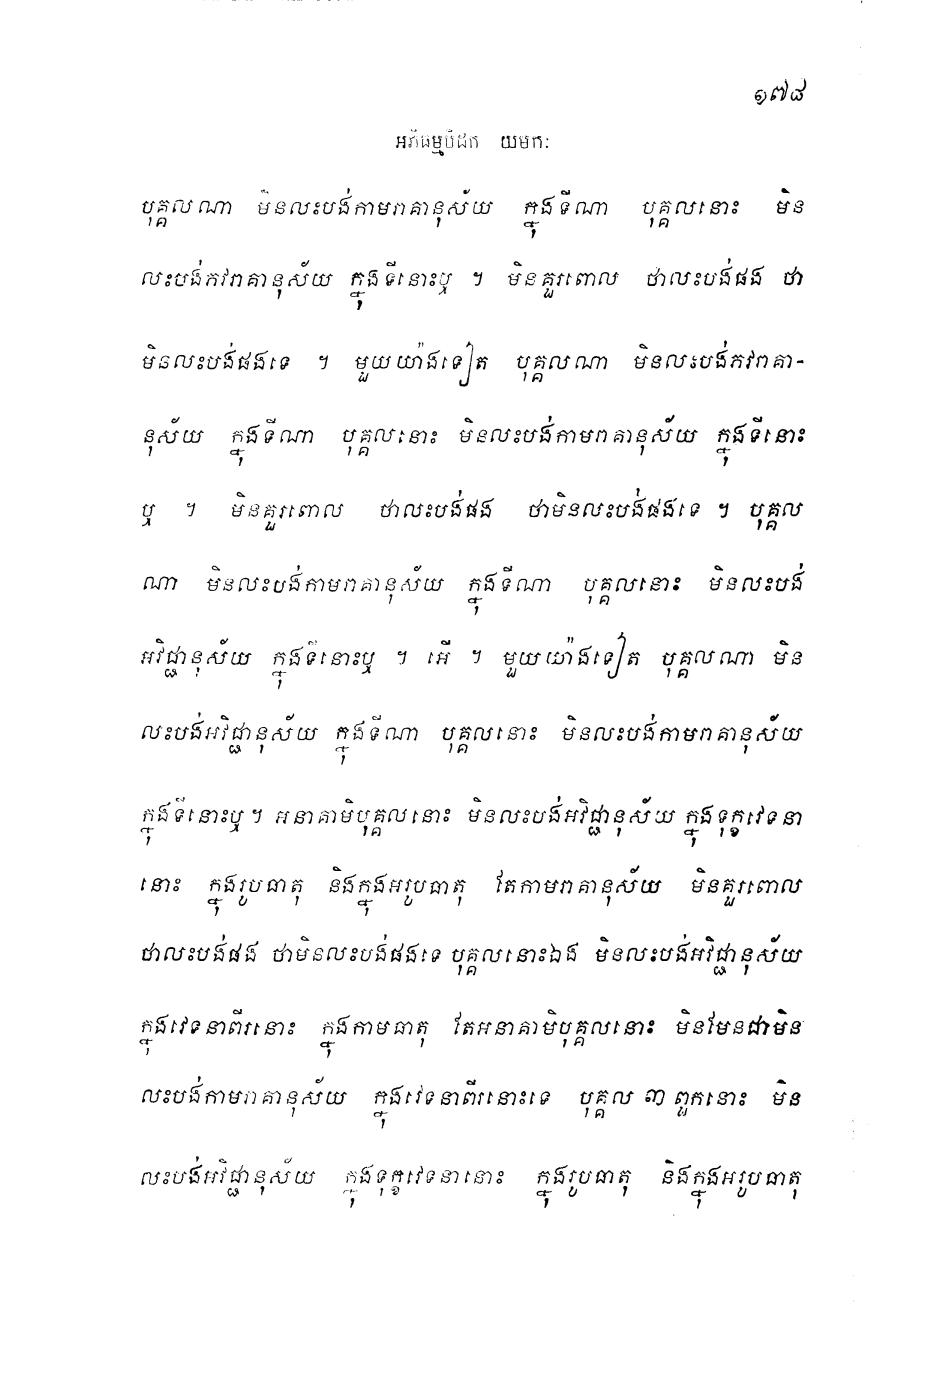 ១៧៨
អភិធម្មបិដក យមកៈ
បុគ្គលណា មិនលះបង់កាមរាគានុស័យ ក្នុងទីណា បុគ្គលនោះ មិន
លះបង់ភវរាគានុស័យ ក្នុងទីនោះឬ ។ មិនគួរពោល ថាលះបង់ផង ថា
មិនលះបង់ផងទេ ។ មួយយ៉ាងទៀត បុគ្គលណា មិនលះបង់ភវរាគា-
នុស័យ ក្នុងទីណា បុគ្គលនោះ មិនលះបង់កាមរាគានុស័យ ក្នុងទីនោះ
ឬ ។ មិនគួរពោល ថាលះបង់ផង ថាមិនលះបង់ផងទេ ។ បុគ្គល
ណា មិនលះបង់កាមរាគានុស័យ ក្នុងទីណា បុគ្គលនោះ មិនលះបង់
អវិជ្ជានុស័យ ក្នុងទីនោះឬ ។ អើ ។ មួយយ៉ាងទៀត បុគ្គលណា មិន
លះបង់អវិជ្ជានុស័យ ក្នុងទីណា បុគ្គលនោះ មិនលះបង់កាមរាគានុស័យ
ក្នុងទីនោះឬ ។ អនាគាមិបុគ្គលនោះ មិនលះបង់អវិជ្ជានុស័យ ក្នុងទុក្ខវេទនា
នោះ ក្នុងរូបធាតុ និងក្នុងអរូបធាតុ តែកាមរាគានុស័យ មិនគួរពោល
ថាលះបង់ផង ថាមិនលះបង់ផងទេ បុគ្គលនោះឯង មិនលះបង់អវិជ្ជានុស័យ
ក្នុងវេទនាពីរនោះ ក្នុងកាមធាតុ តែអនាគាមិបុគ្គលនោះ មិនមែនជាមិន
លះបង់កាមរាគានុស័យ ក្នុងវេទនាពីរនោះទេ បុគ្គល ៣ ពួកនោះ មិន
លះបង់អវិជ្ជានុស័យ ក្នុងទុក្ខវេទនានោះ ក្នុងរូបធាតុ និងក្នុងអរូបធាតុ